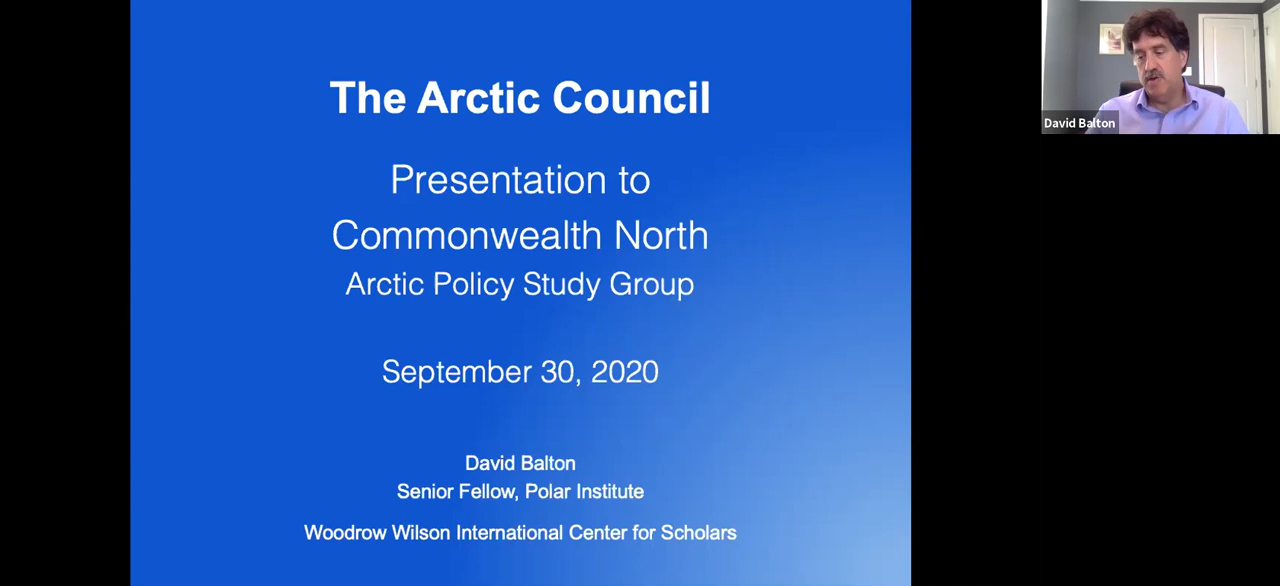 The Arctic Council
Presentation to
Commonwealth North
Arctic Policy Study Group
September 30, 2020
David Balton
Senior Fellow, Polar Institute
Woodrow Wilson International Center for Scholars
David Balton